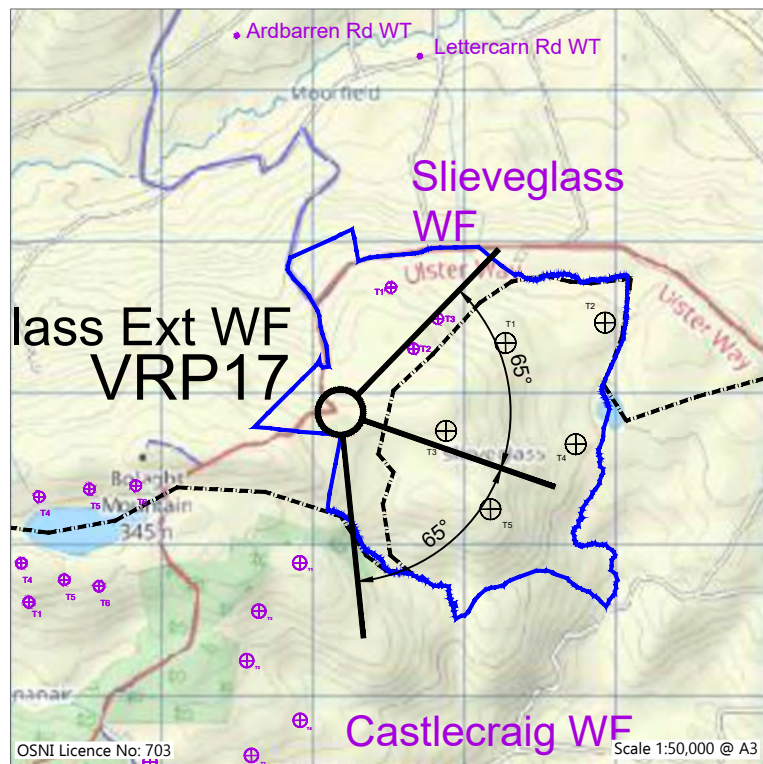 Ardbarren Rd WT
Lettercarn Rd WT
Moorfield
Slieveglass
WF
Ulster Way
T1
T3
T2
T1
T2
Ulster Way
lass Ext WF
VRP17
65°
T3
Slieveglass
T4
T5
65°
Bolaght
Mountain
345m
T4
T5
T4
T5
T6
T1
Castlecraig WF
OSNI Licence No: 703
Scale 1:50,000 @ A3